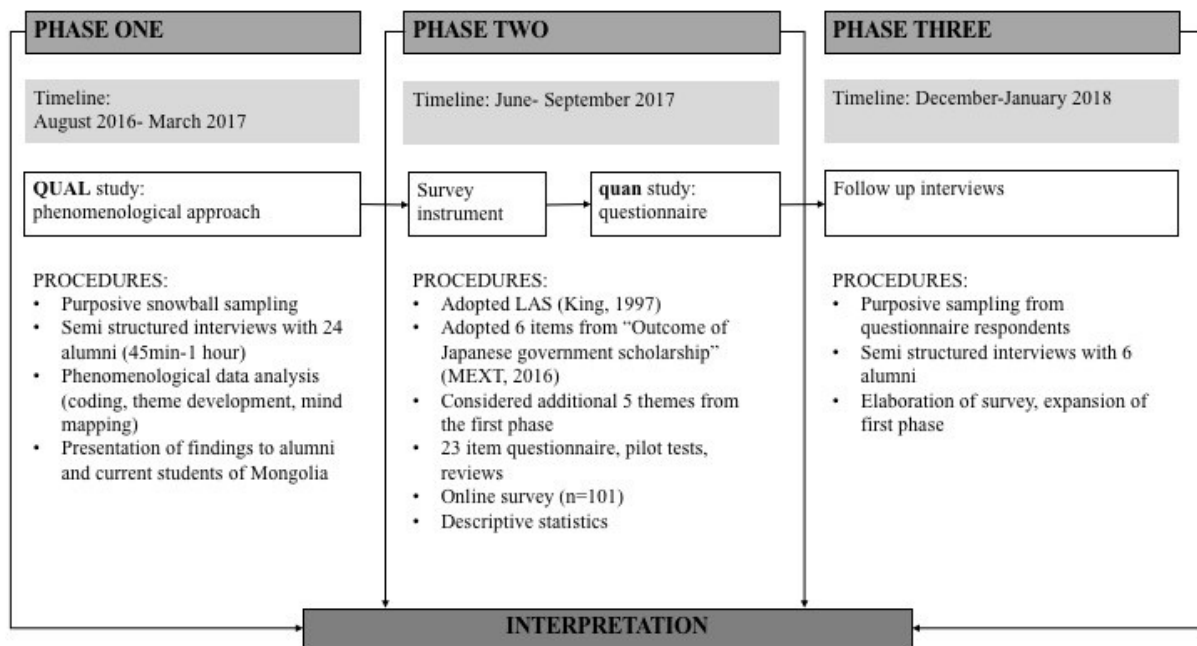 PHASE ONE
Timeline:
August 2016- March 2017
QUAL study:
phenomenological approach
PROCEDURES:
• Purposive snowball sampling
• Semi structured interviews with 24
alumni (45min-1 hour)
• Phenomenological data analysis
(coding, theme development, mind
mapping)
• Presentation of findings to alumni
and current students of Mongolia
PHASE TWO
Timeline: June- September 2017
Survey
instrument
quan study:
questionnaire
PROCEDURES:
• Adopted LAS (King, 1997)
• Adopted 6 items from “Outcome of
Japanese government scholarship”
(MEXT, 2016)
• Considered additional 5 themes from
the first phase
• 23 item questionnaire, pilot tests,
reviews
• Online survey (n=101)
• Descriptive statistics
PHASE THREE
Timeline: December-January 2018
Follow up interviews
PROCEDURES:
• Purposive sampling from
questionnaire respondents
• Semi structured interviews with 6
alumni
• Elaboration of survey, expansion of
first phase
INTERPRETATION